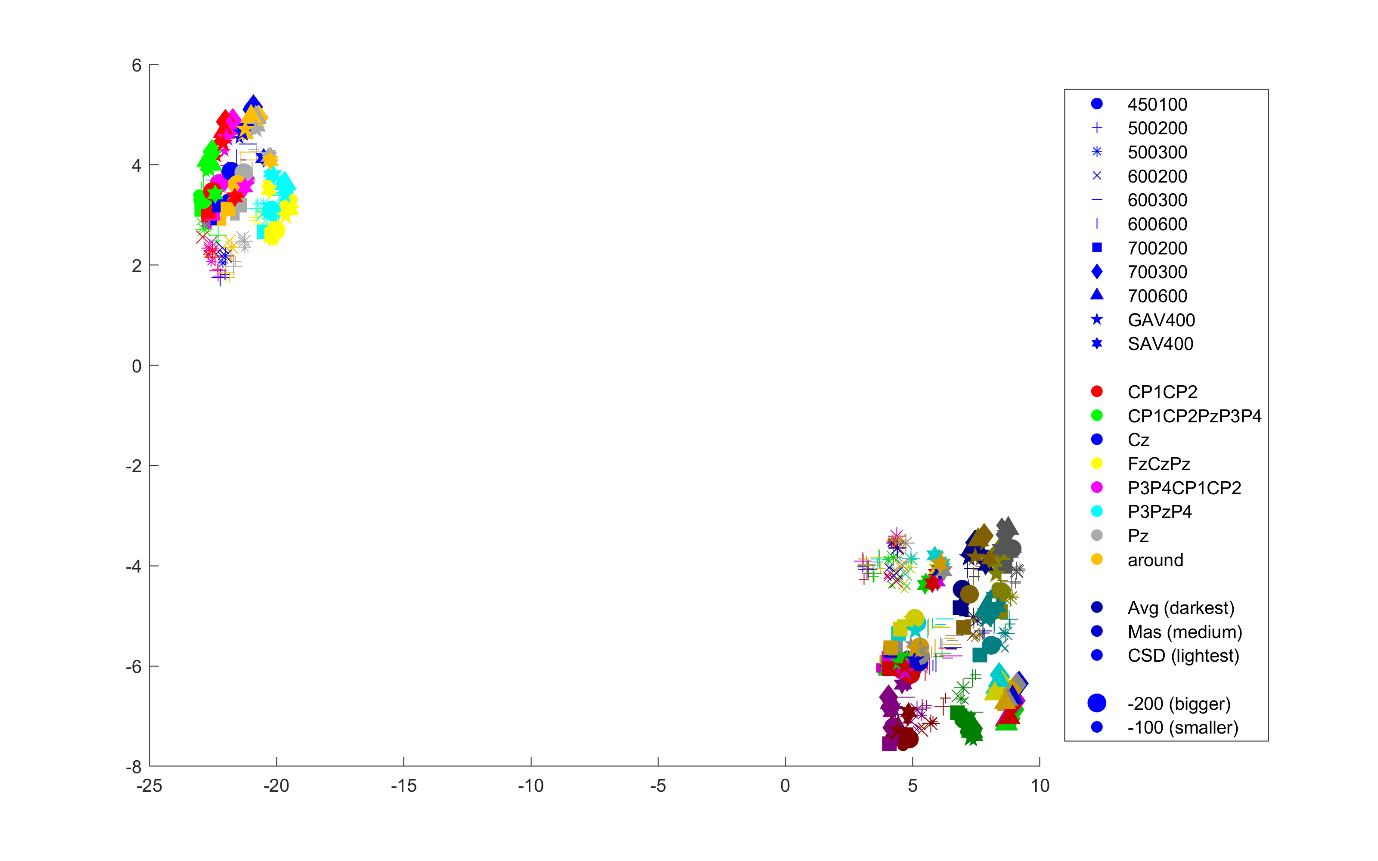 6
4
2
0
-2
-4
-6
-8
-25
-20
-15
-10
-5
0
5
10
450100
500200
500300
600200
600300
600600
700200
700300
700600
GAV400
SAV400
CP1CP2
CP1CP2PzP3P4
Cz
FzCzPz
P3P4CP1CP2
P3PzP4
Pz
around
Avg (darkest)
Mas (medium)
CSD (lightest)
-200 (bigger)
-100 (smaller)